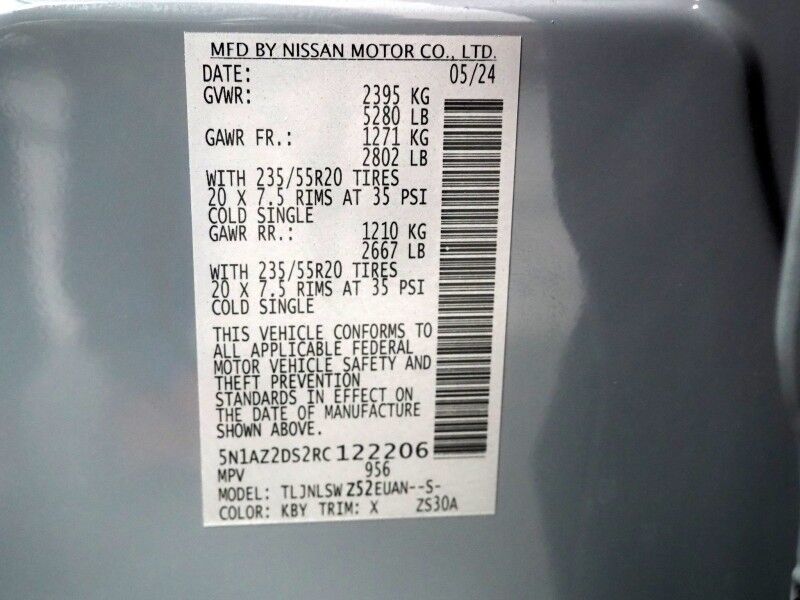 MFD BY NISSAN MOTOR CO., LTD.
DATE: 05/24
GVWR: 2395 KG
5280 LB
GAWR FR.: 1271 KG
2802 LB
WITH 235/55R20 TIRES
20 X 7.5 RIMS AT 35 PSI
COLD SINGLE
GAWR RR.: 1210 KG
2667 LB
WITH 235/55R20 TIRES
20 X 7.5 RIMS AT 35 PSI
COLD SINGLE
THIS VEHICLE CONFORMS TO
ALL APPLICABLE FEDERAL
MOTOR VEHICLE SAFETY AND
THEFT PREVENTION
STANDARDS IN EFFECT ON
THE DATE OF MANUFACTURE
SHOWN ABOVE.
5N1AZ2DS2RC122206
MPV 956
MODEL: TLJNLSW Z52EUAN--S-
COLOR: KBY TRIM: X ZS30A